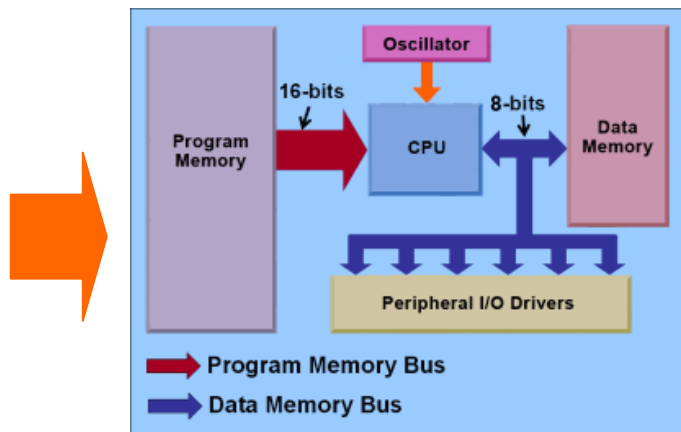 Oscillator
16-bits
8-bits
Program
Memory
CPU
Data
Memory
Peripheral I/O Drivers
Program Memory Bus
Data Memory Bus